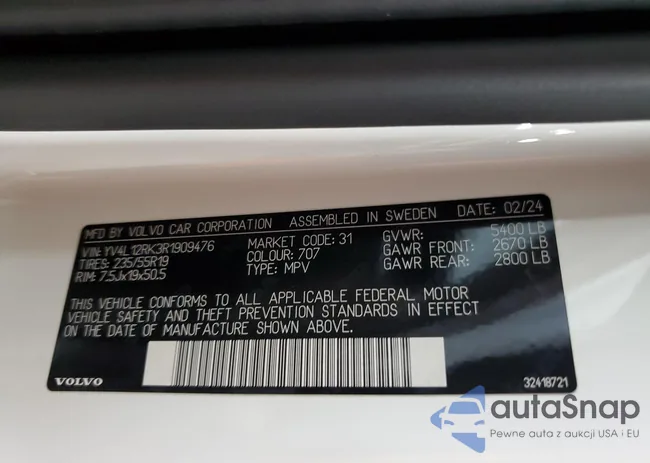 MFD BY VOLVO CAR CORPORATION ASSEMBLED IN SWEDEN DATE: 02/24
VIN: YV4L12RK3R1909476 MARKET CODE: 31 GVWR: 5400 LB
TIRES: 235/55R19 COLOUR: 707 GAWR FRONT: 2670 LB
RIM: 7.5Jx19x50.5 TYPE: MPV GAWR REAR: 2800 LB
THIS VEHICLE CONFORMS TO ALL APPLICABLE FEDERAL MOTOR
VEHICLE SAFETY AND THEFT PREVENTION STANDARDS IN EFFECT
ON THE DATE OF MANUFACTURE SHOWN ABOVE.
VOLVO 32418721
autaSnap
Pewne auta z aukcji USA i EU